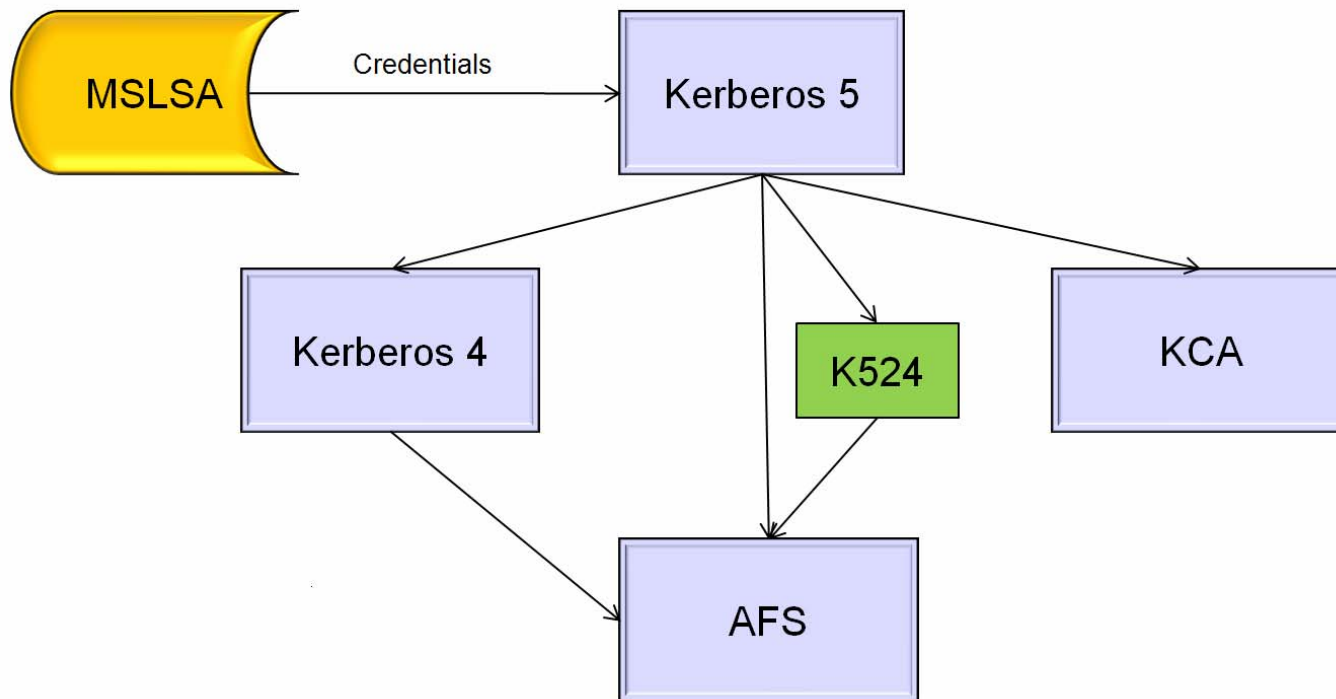 Credentials
MSLSA
Kerberos 5
Kerberos 4
K524
KCA
AFS